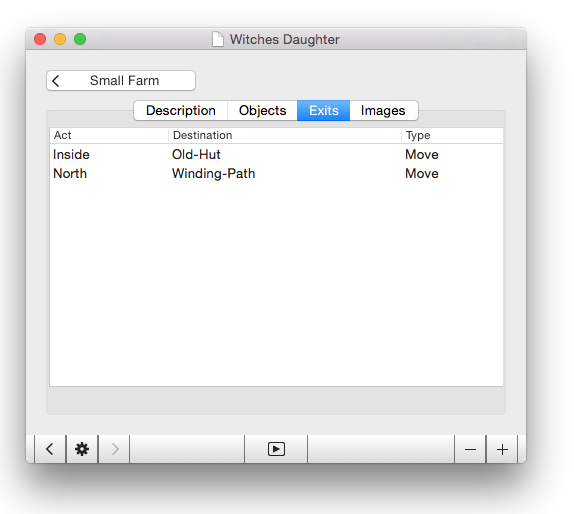 Witches Daughter
Small Farm
Description Objects Exits Images
Act Destination Type
Inside Old-Hut Move
North Winding-Path Move